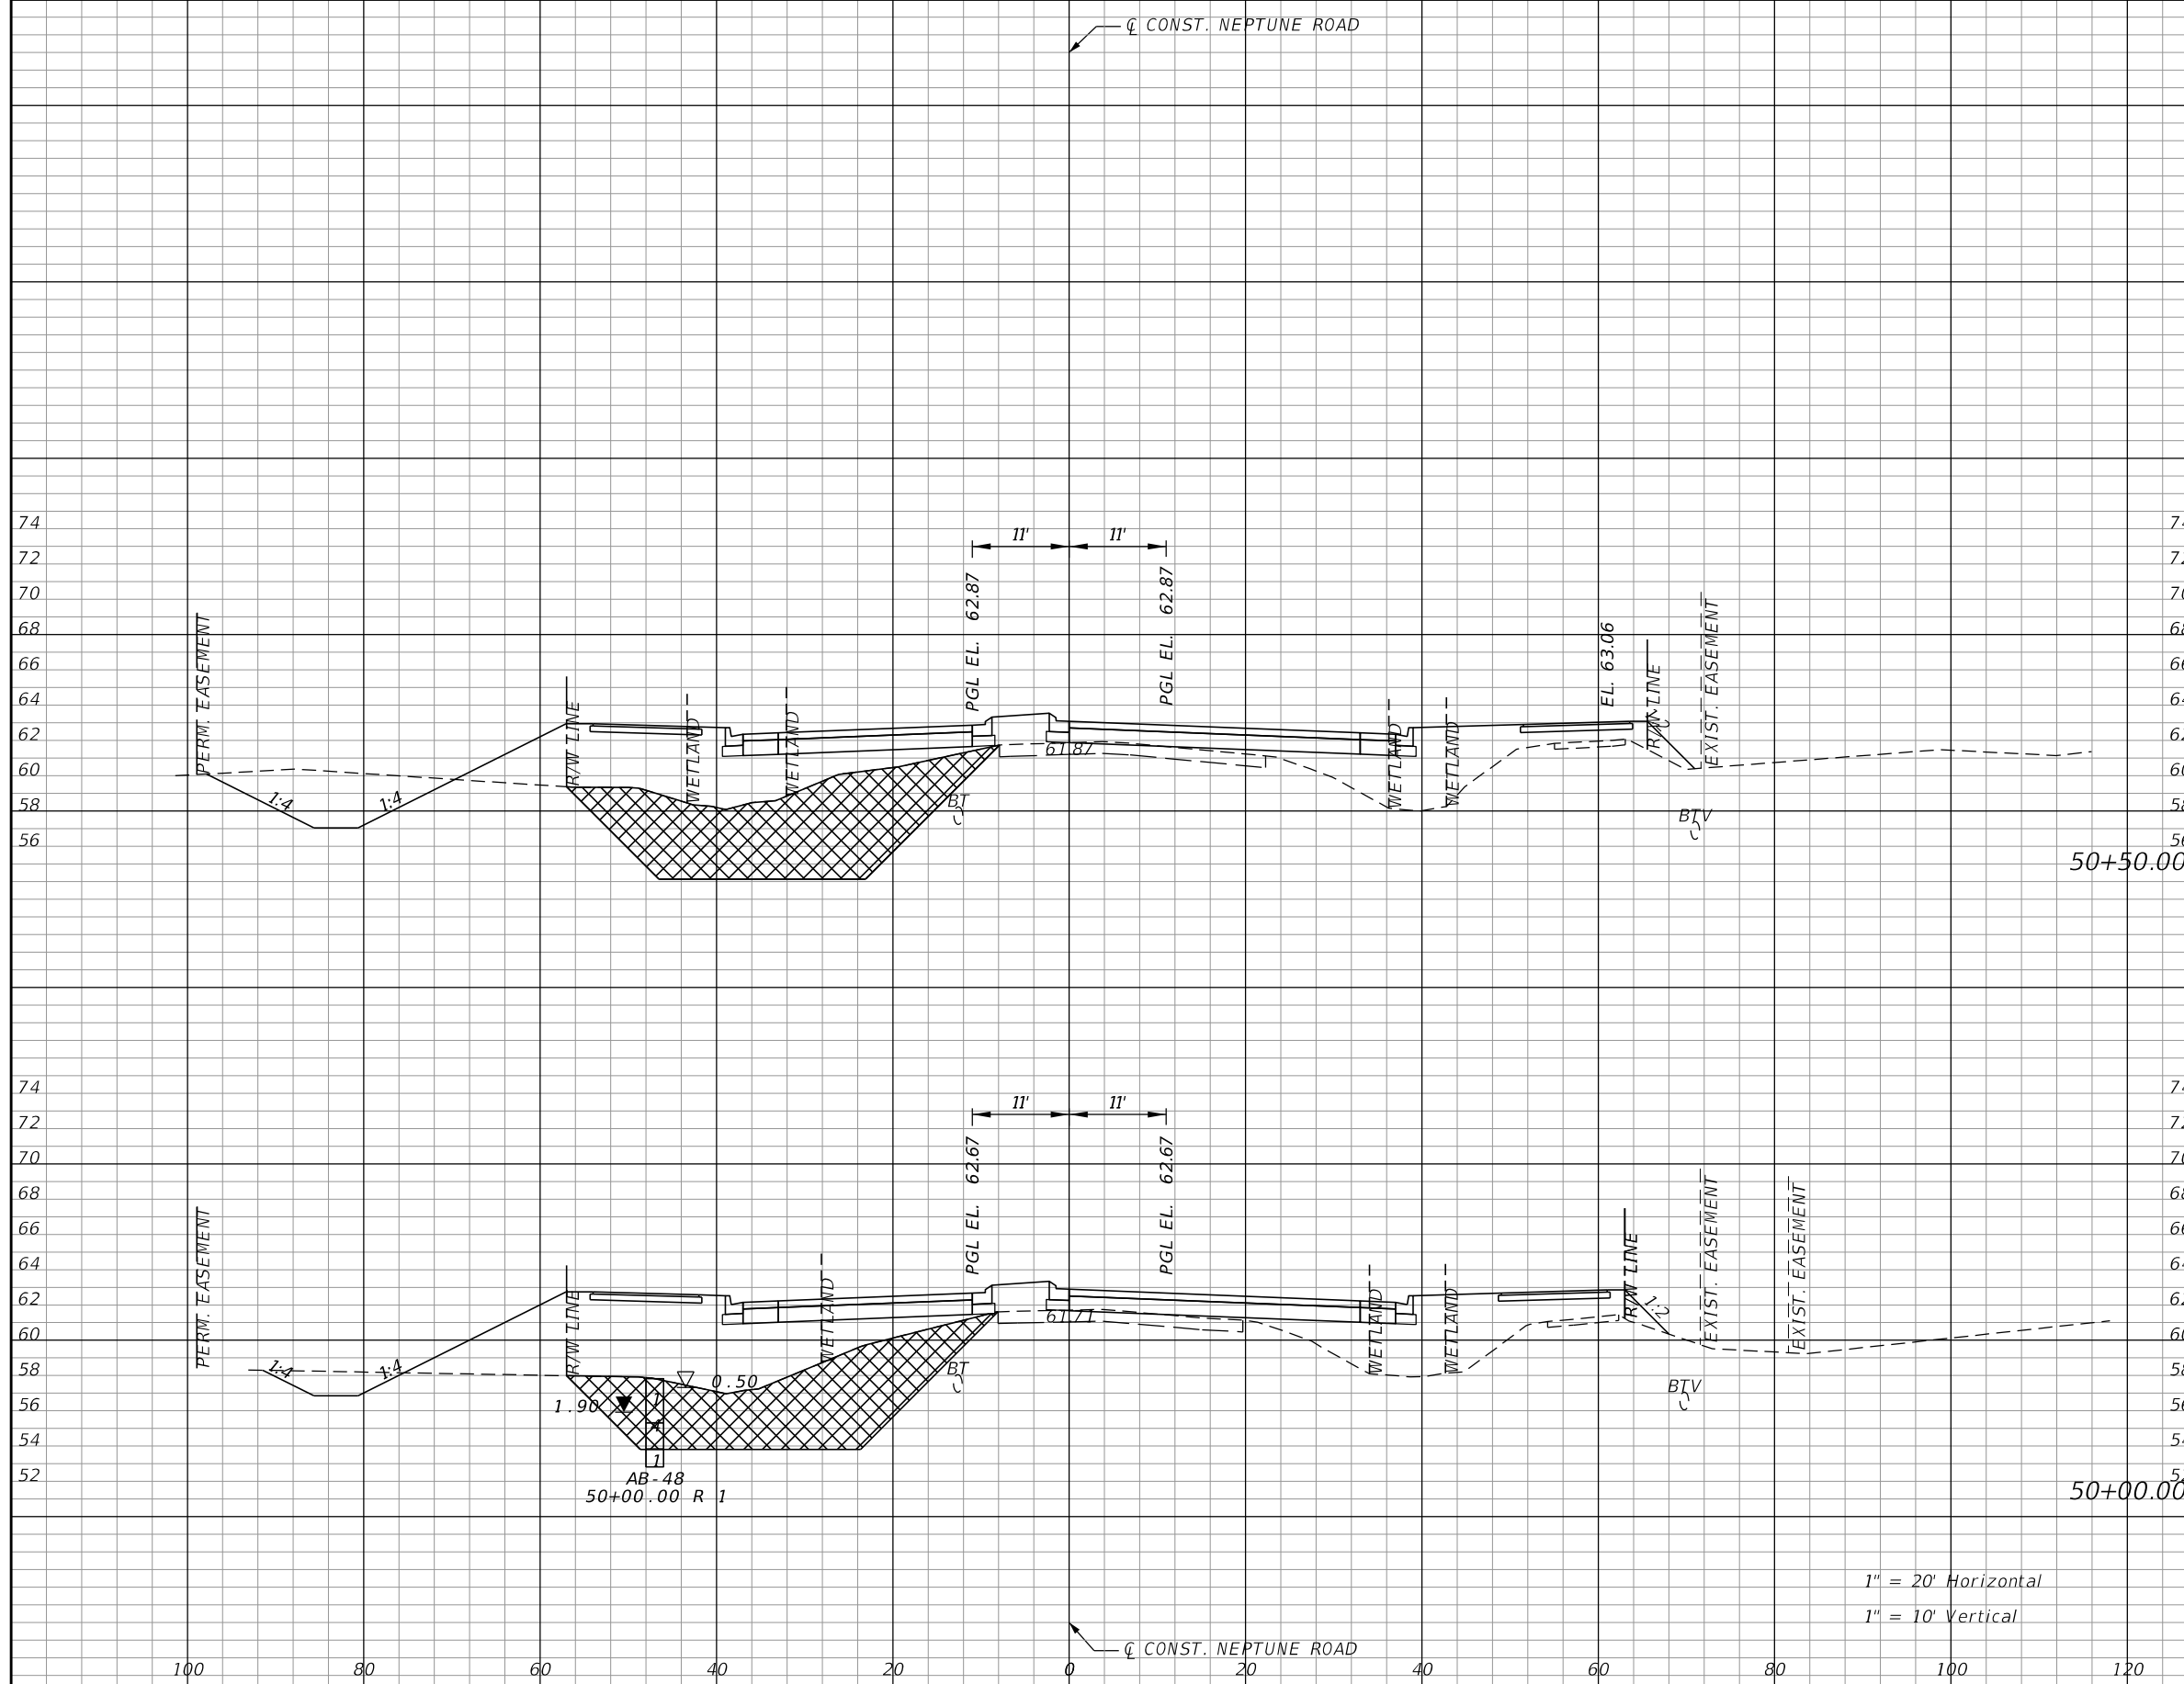 ℄ CONST. NEPTUNE ROAD
74
72
70
68
66
64
62
60
58
56
11' 11'
PGL EL. 62.87
PGL EL. 62.87
PERM. EASEMENT
R/W LINE
WETLAND
WETLAND
61.87
BT
WETLAND
WETLAND
EL. 63.06
R/W LINE
EXIST. EASEMENT
1:4
1:4
BTV
50+50.00
74
72
70
68
66
64
62
60
58
56
54
52
11' 11'
PGL EL. 62.67
PGL EL. 62.67
PERM. EASEMENT
R/W LINE
WETLAND
61.71
BT
WETLAND
WETLAND
R/W LINE
1:2
EXIST. EASEMENT
EXIST. EASEMENT
1:4
1:4
0.50
1.90
1
4
1
AB-48
50+00.00 R 1
BTV
50+00.00
1" = 20' Horizontal
1" = 10' Vertical
℄ CONST. NEPTUNE ROAD
100 80 60 40 20 0 20 40 60 80 100 120